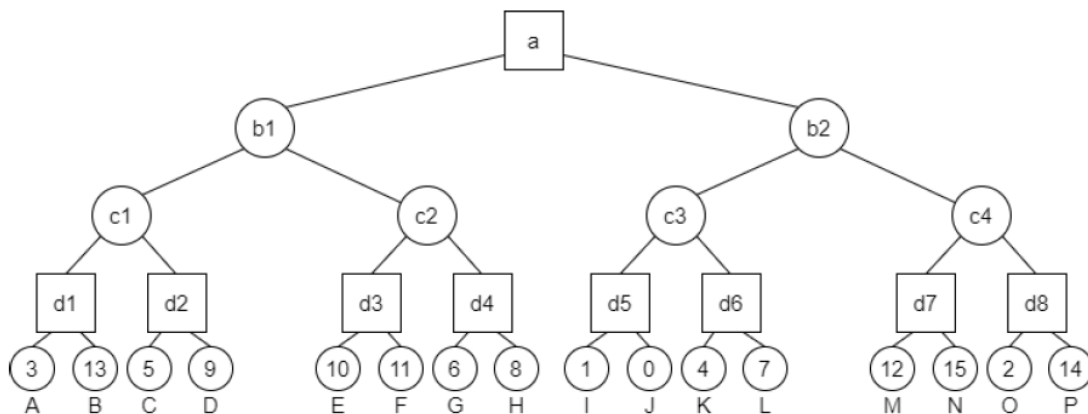 a
b1 b2
c1 c2 c3 c4
d1 d2 d3 d4 d5 d6 d7 d8
3 13 5 9 10 11 6 8 1 0 4 7 12 15 2 14
A B C D E F G H I J K L M N O P